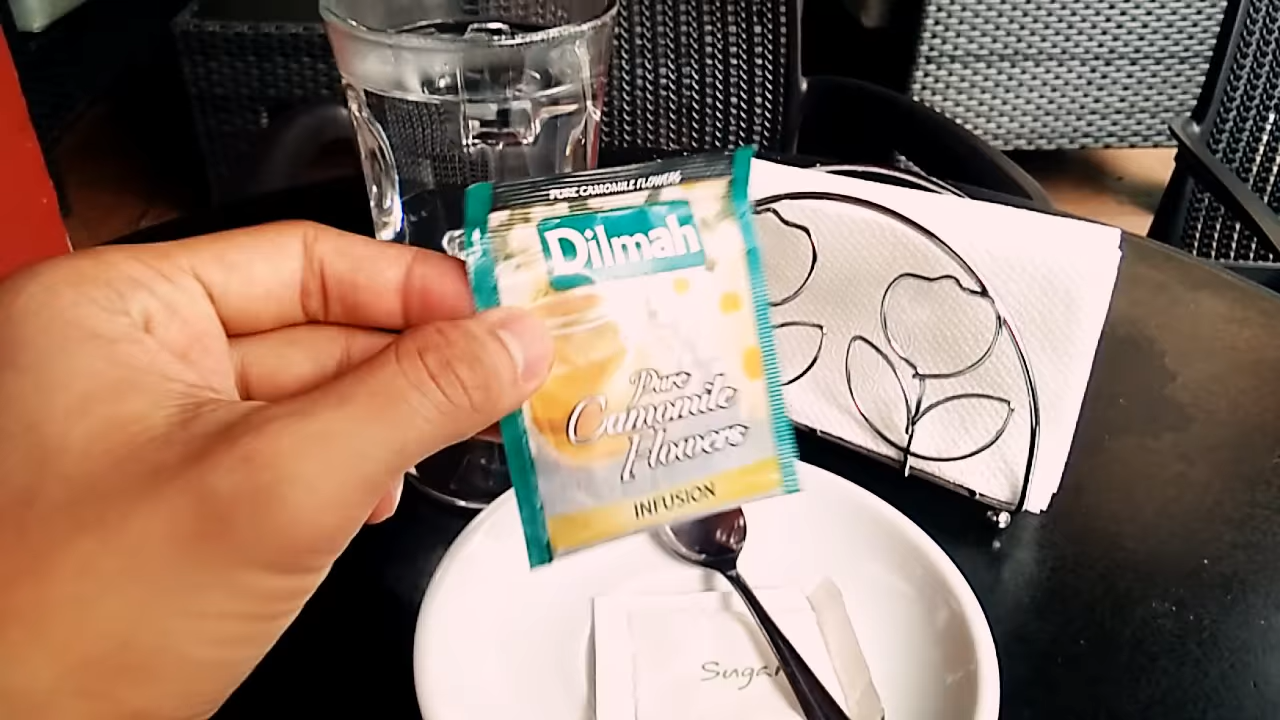 PURE CAMOMILE FLOWERS
Dilmah
Pure
Camomile
Flowers
INFUSION
Sugar